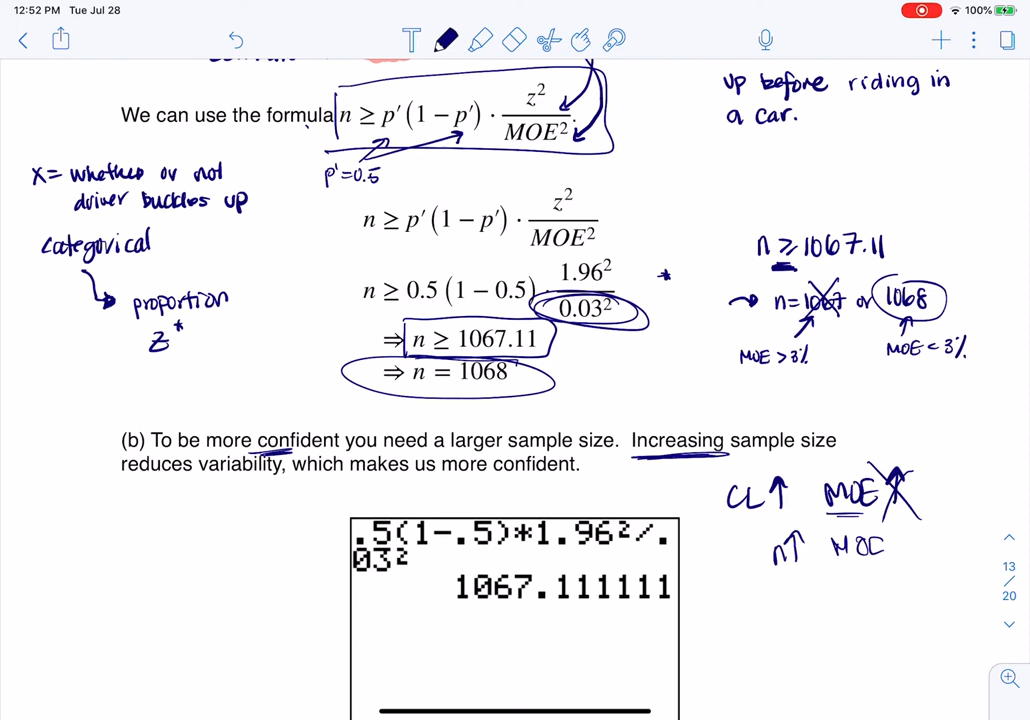 12:52 PM Tue Jul 28
100%
T
We can use the formula n ≥ p′ (1 − p′) · z² / MOE²
up before riding in
a car.
p'=0.5
x = whether or not
driver buckles up
categorical
proportion
z*
n ≥ p′ (1 − p′) · z² / MOE²
n ≥ 0.5 (1 − 0.5) · 1.96² / 0.03² *
⇒ n ≥ 1067.11
⇒ n = 1068
n ≥ 1067.11
→ n = 1067 or 1068
MOE > 3%
MOE < 3%
(b) To be more confident you need a larger sample size. Increasing sample size
reduces variability, which makes us more confident.
CL↑ MOE↑
n↑ MOE
.5(1-.5)*1.96²/.
03²
1067.111111
13
/
20